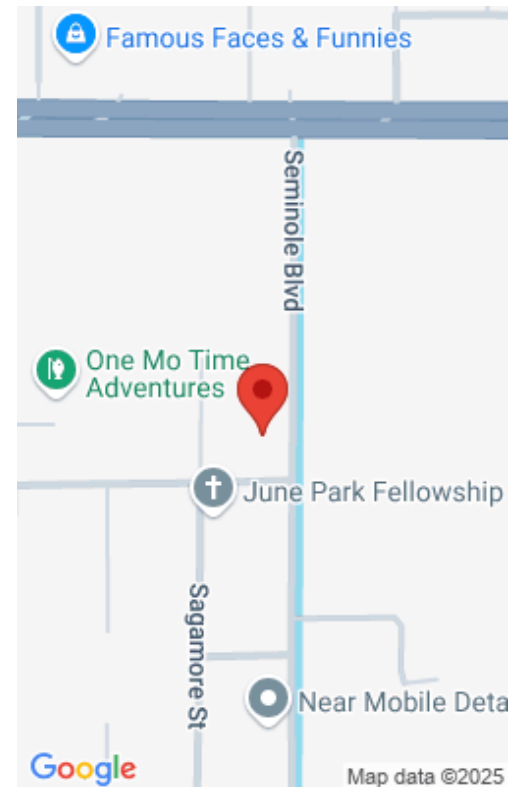 Famous Faces & Funnies
Seminole Blvd
One Mo Time
Adventures
June Park Fellowship
Sagamore St
Near Mobile Deta
Google
Map data ©2025